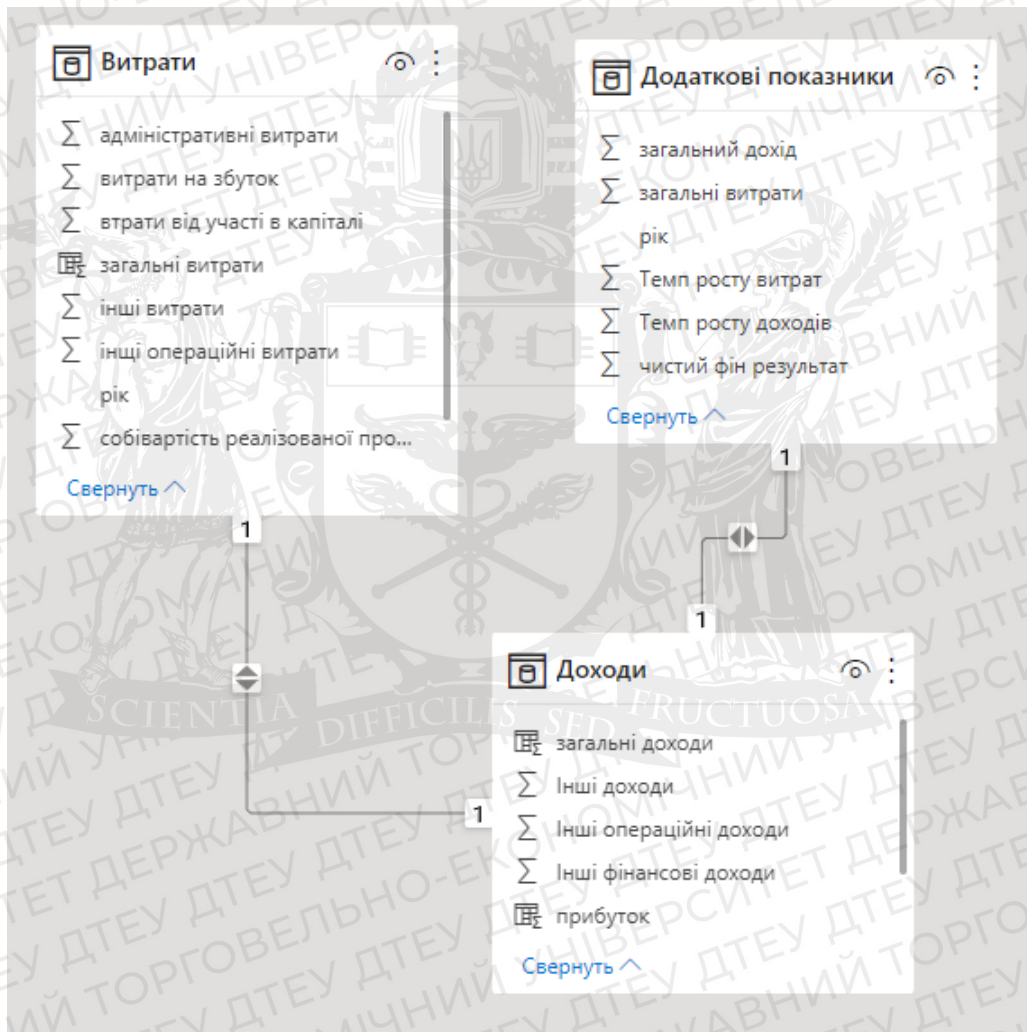 Витрати
адміністративні витрати
витрати на збуток
втрати від участі в капіталі
загальні витрати
інші витрати
інщі операційні витрати
рік
собівартість реалізованої про...
Свернуть
1
Додаткові показники
загальний дохід
загальні витрати
рік
Темп росту витрат
Темп росту доходів
чистий фін результат
Свернуть
1
1
1
Доходи
загальні доходи
Інші доходи
Інші операційні доходи
Інші фінансові доходи
прибуток
Свернуть
SCIENTIA DIFFICILIS SED FRUCTUOSA